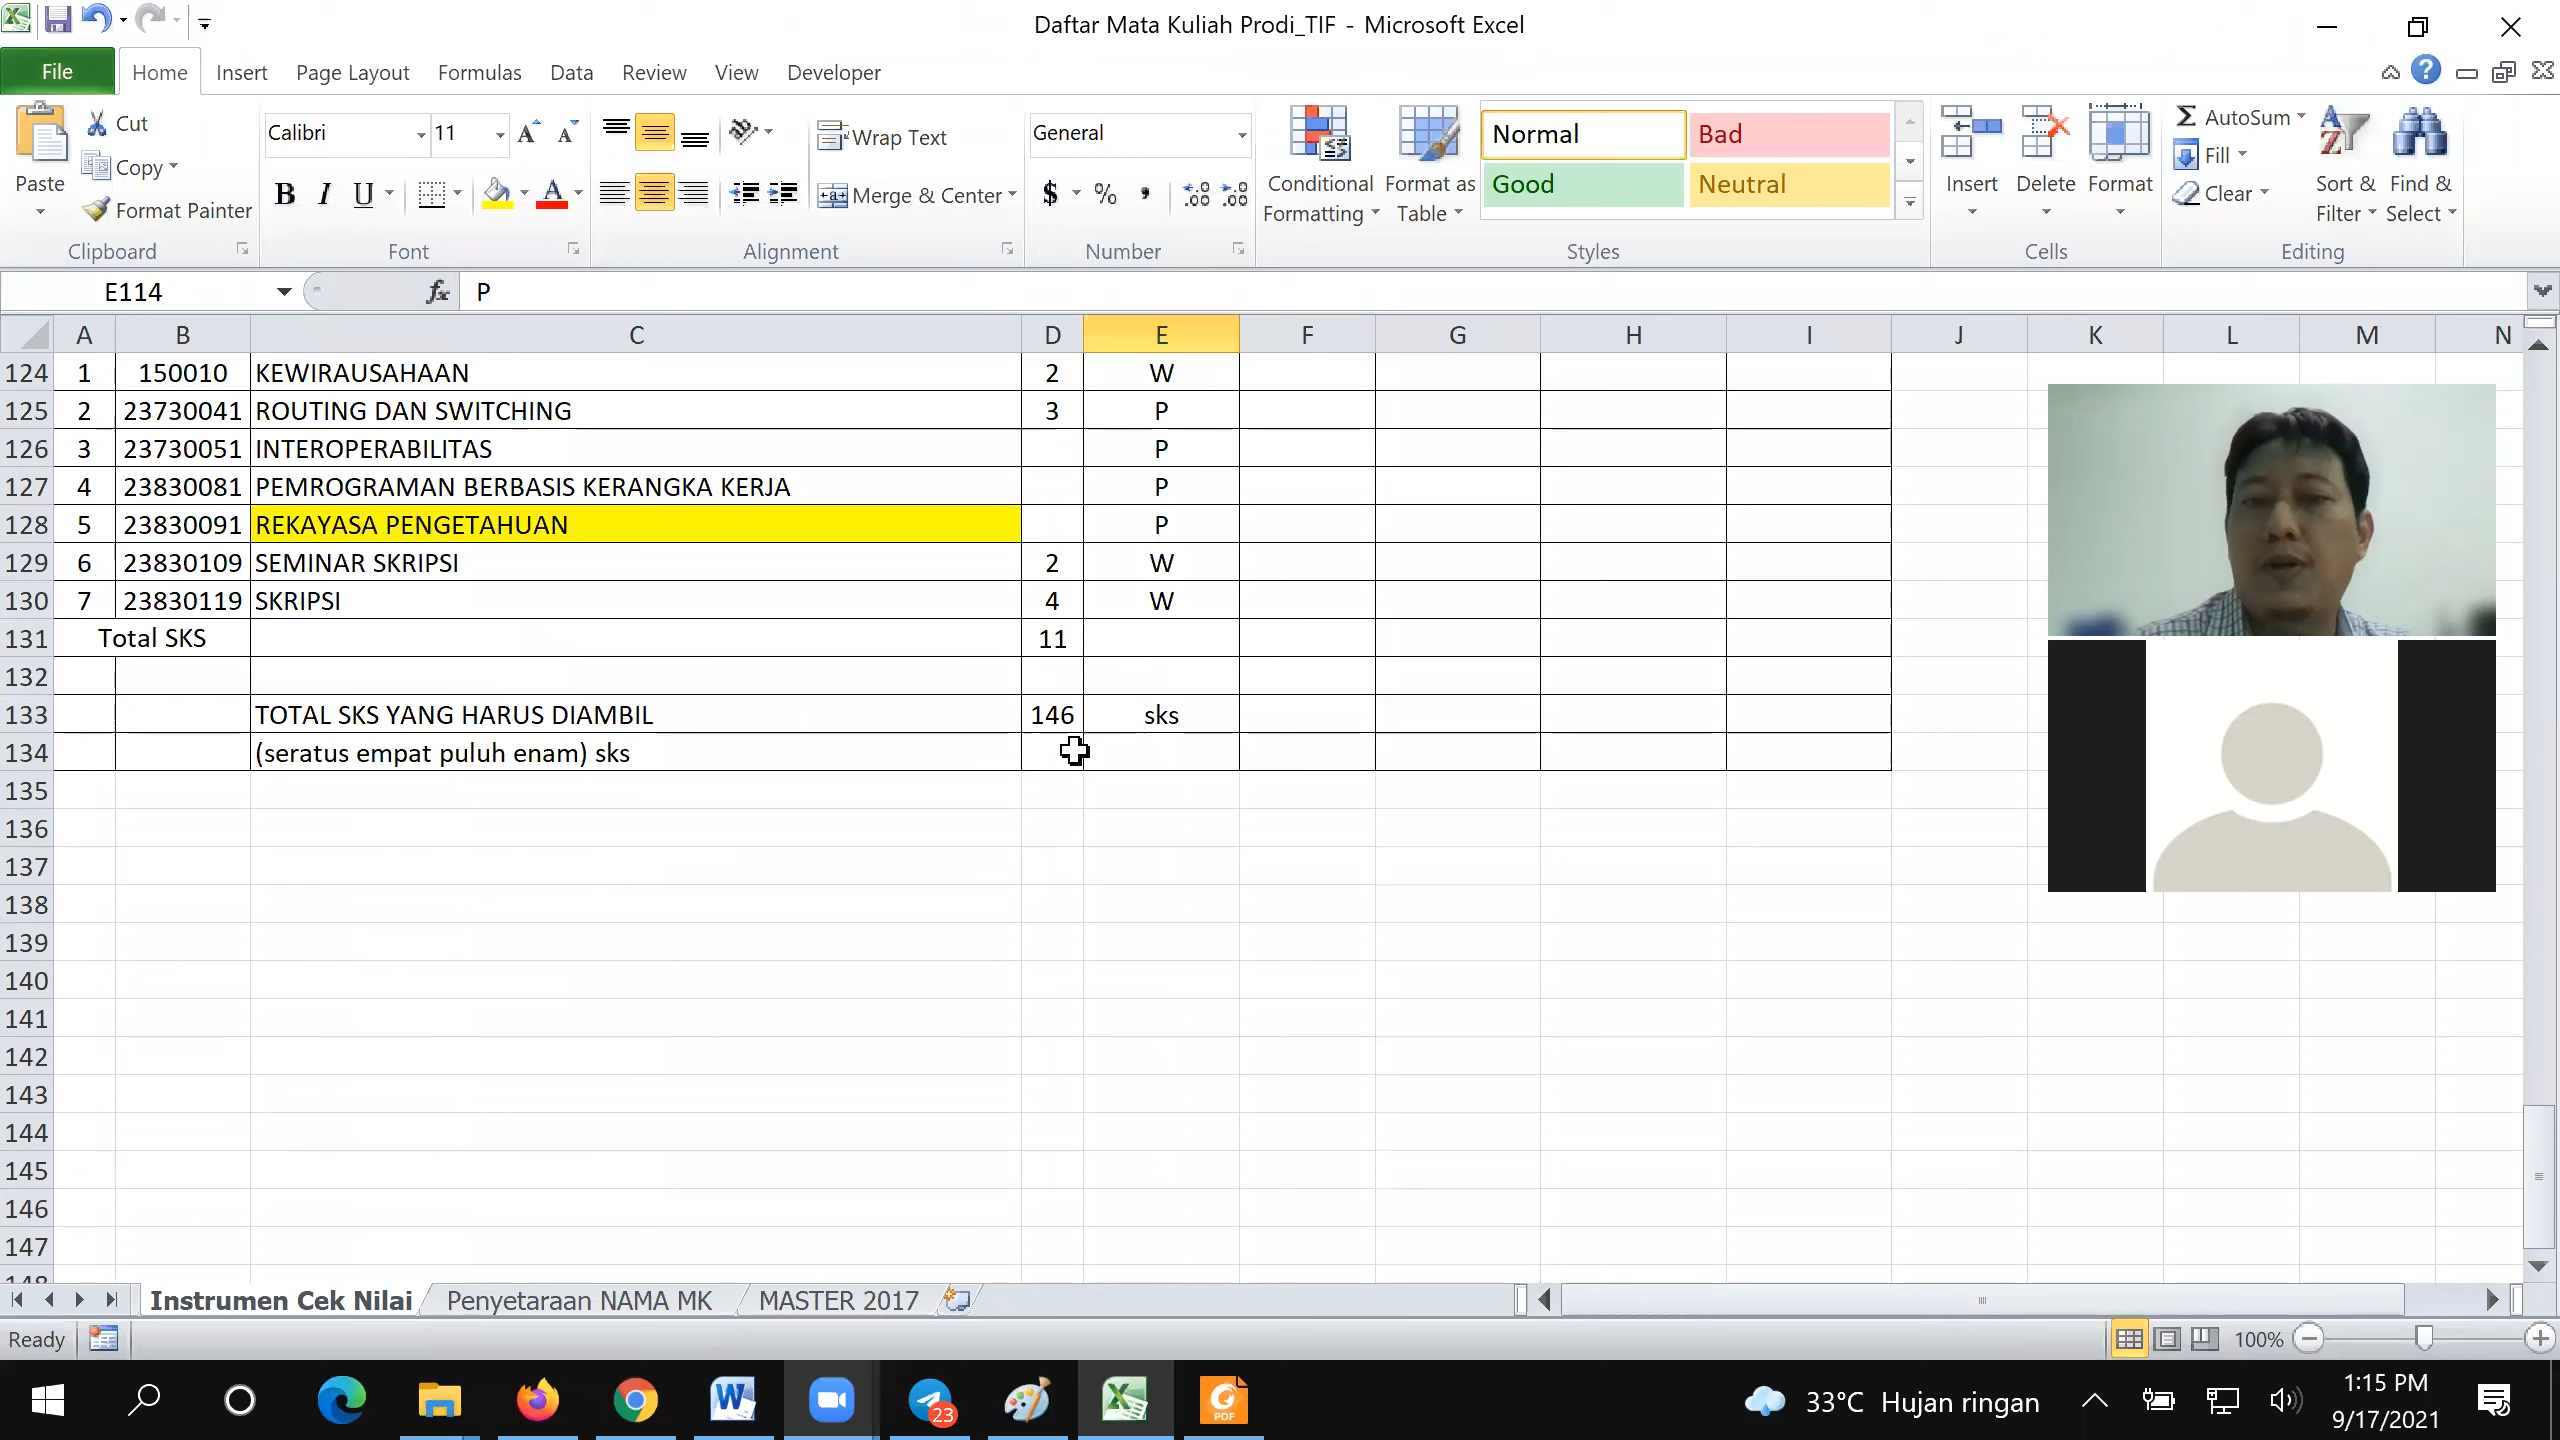 Daftar Mata Kuliah Prodi_TIF - Microsoft Excel
File Home Insert Page Layout Formulas Data Review View Developer
Paste
Cut
Copy
Format Painter
Clipboard
Calibri 11
B I U A
Font
Wrap Text
Merge & Center
Alignment
General
$ % ,
Number
Conditional Formatting
Format as Table
Normal Bad
Good Neutral
Styles
Insert Delete Format
Cells
Σ AutoSum
Fill
Clear
Sort & Filter
Find & Select
Editing
E114 fx P
A B C D E F G H I J K L M N
124 1 150010 KEWIRAUSAHAAN 2 W
125 2 23730041 ROUTING DAN SWITCHING 3 P
126 3 23730051 INTEROPERABILITAS P
127 4 23830081 PEMROGRAMAN BERBASIS KERANGKA KERJA P
128 5 23830091 REKAYASA PENGETAHUAN P
129 6 23830109 SEMINAR SKRIPSI 2 W
130 7 23830119 SKRIPSI 4 W
131 Total SKS 11
132
133 TOTAL SKS YANG HARUS DIAMBIL 146 sks
134 (seratus empat puluh enam) sks
135
136
137
138
139
140
141
142
143
144
145
146
147
148
Instrumen Cek Nilai Penyetaraan NAMA MK MASTER 2017
Ready 100%
23 PDF 33°C Hujan ringan 1:15 PM
9/17/2021